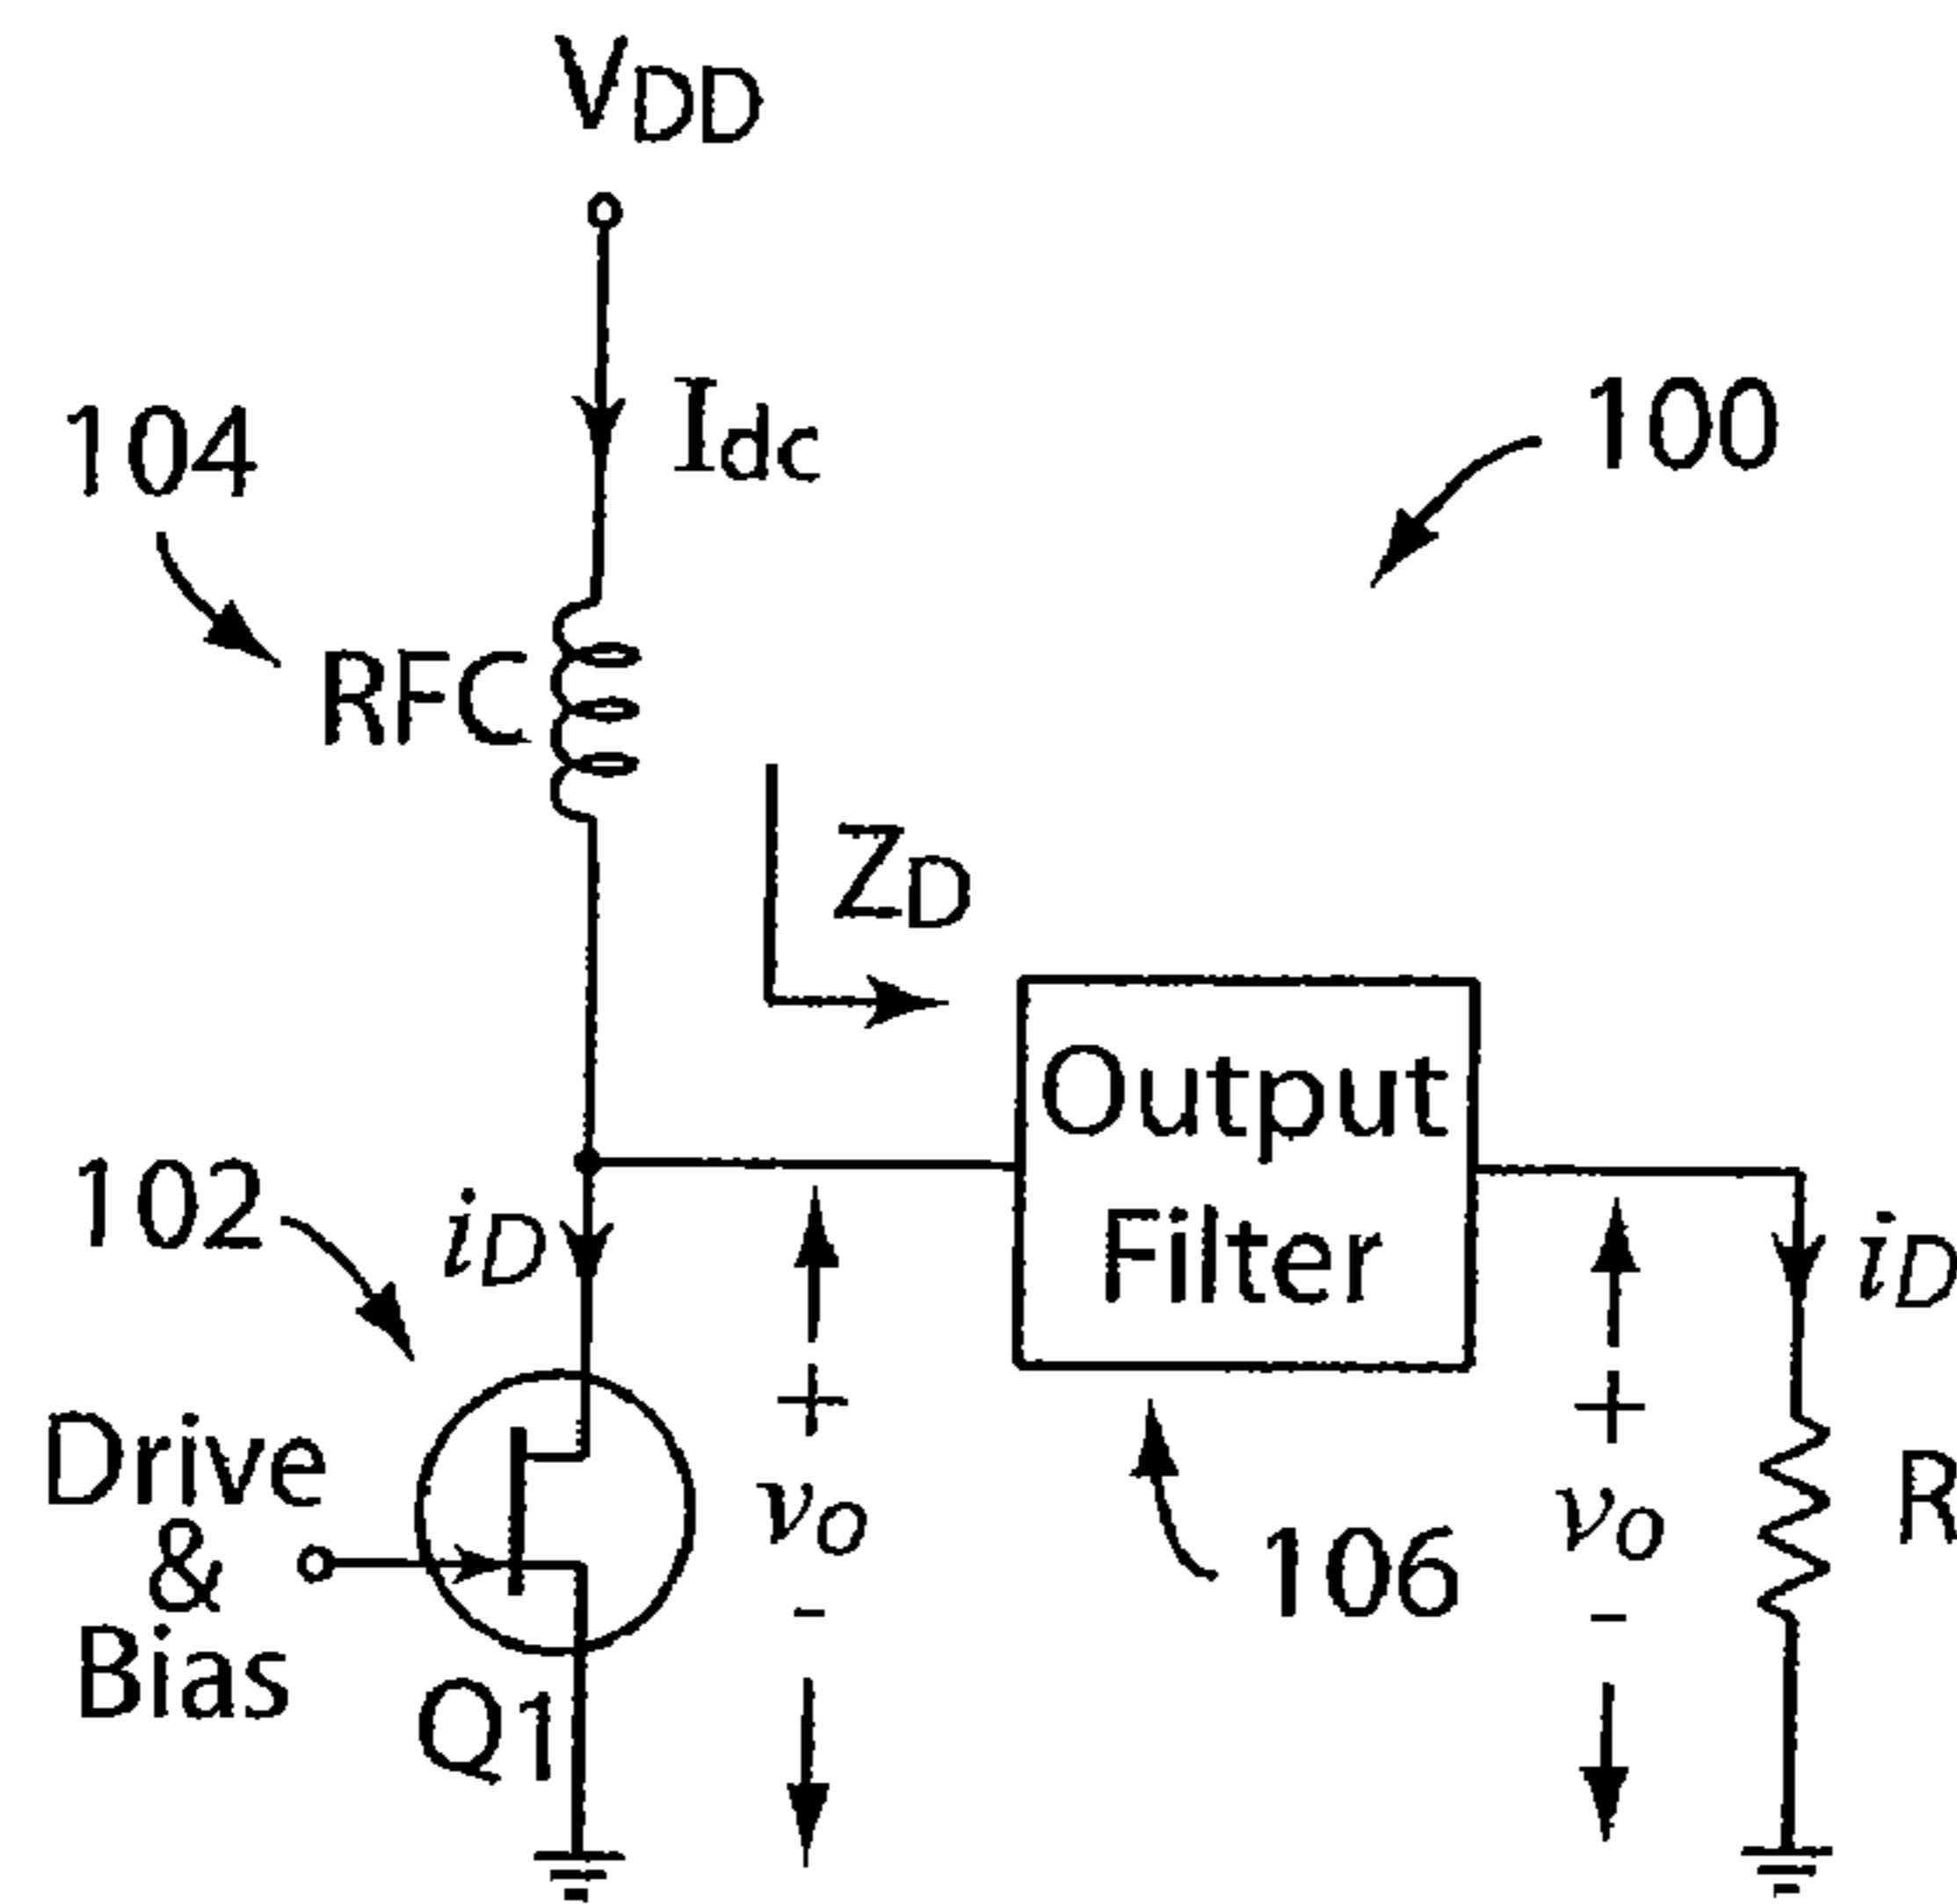 VDD
Idc
104
100
RFC
ZD
Output
Filter
102
iD
iD
+
+
Drive
&
Bias
vO
vO
R
106
-
-
Q1